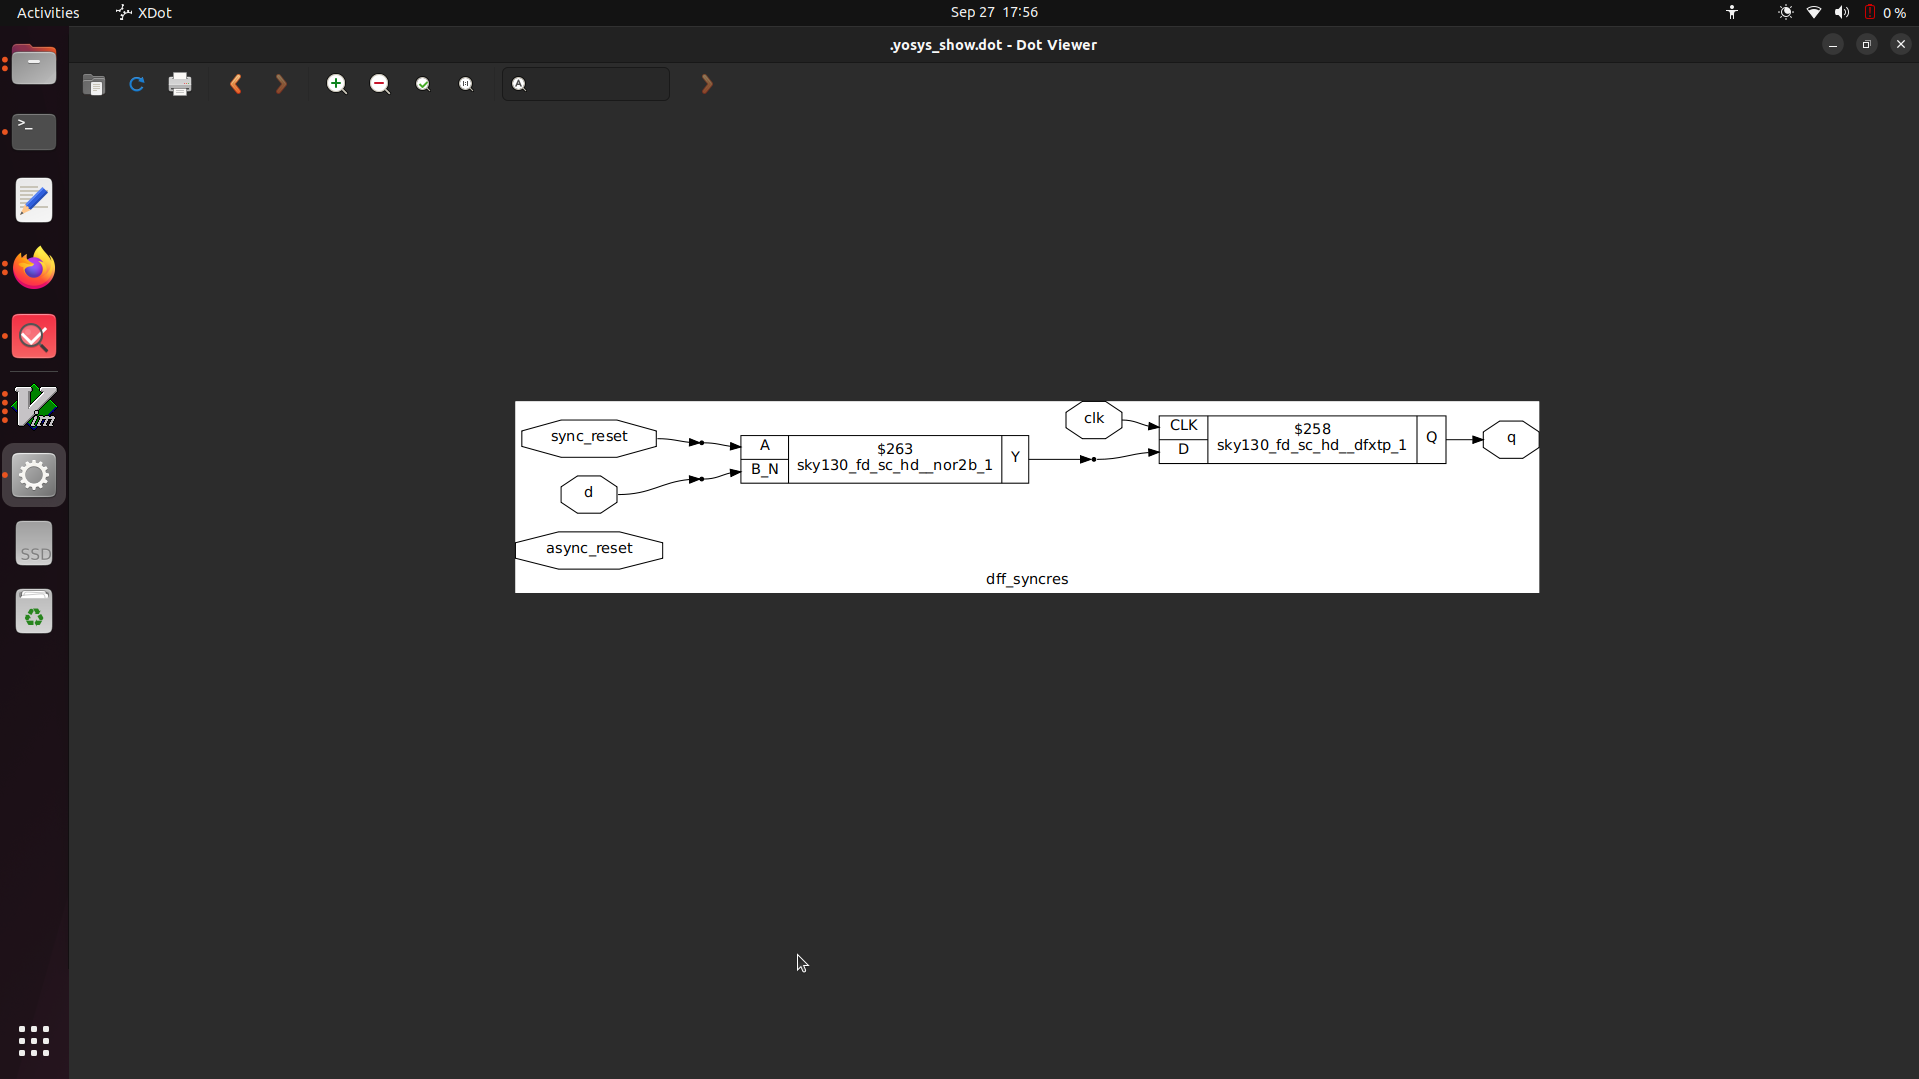 Activities
XDot
Sep 27 17:56
0 %
.yosys_show.dot - Dot Viewer
>_
A
sync_reset
d
async_reset
A
B_N
$263
sky130_fd_sc_hd__nor2b_1
Y
clk
CLK
D
$258
sky130_fd_sc_hd__dfxtp_1
Q
q
dff_syncres
Vim
SSD